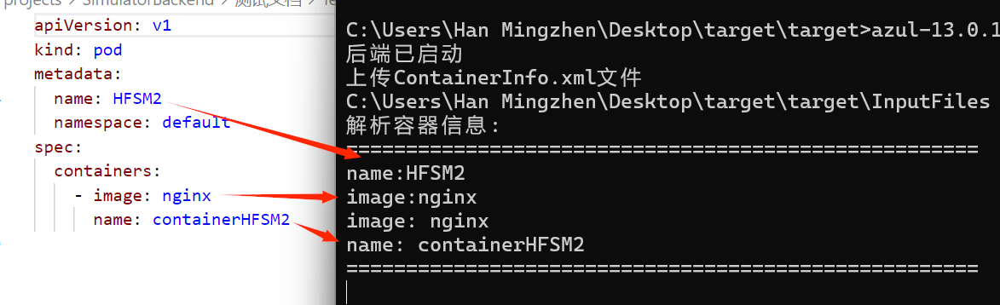 projects > SimulatorBackend > 测试文档 > Te
apiVersion: v1
kind: pod
metadata:
name: HFSM2
namespace: default
spec:
containers:
- image: nginx
name: containerHFSM2
C:\Users\Han Mingzhen\Desktop\target\target>azul-13.0.1
后端已启动
上传ContainerInfo.xml文件
C:\Users\Han Mingzhen\Desktop\target\target\InputFiles
解析容器信息:
================================================================
name:HFSM2
image:nginx
image: nginx
name: containerHFSM2
================================================================